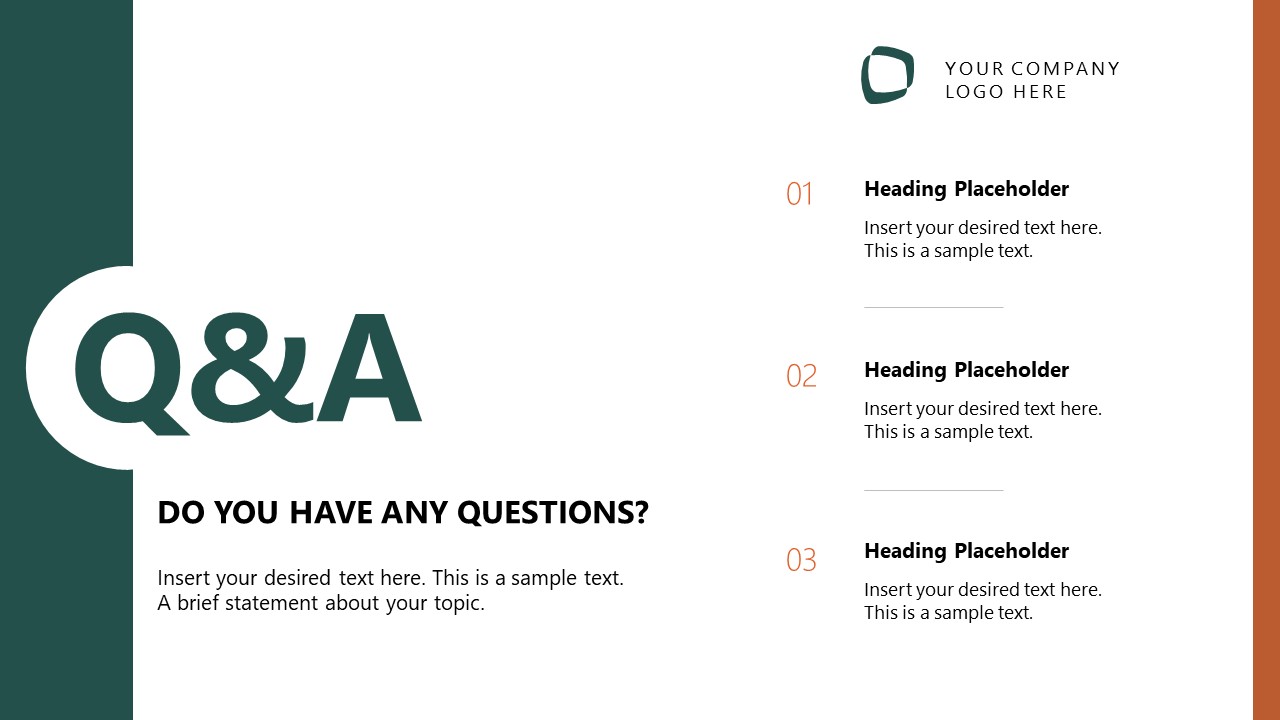 Q&A
DO YOU HAVE ANY QUESTIONS?
Insert your desired text here. This is a sample text.
A brief statement about your topic.
YOUR COMPANY
LOGO HERE
01
Heading Placeholder
Insert your desired text here.
This is a sample text.
02
Heading Placeholder
Insert your desired text here.
This is a sample text.
03
Heading Placeholder
Insert your desired text here.
This is a sample text.